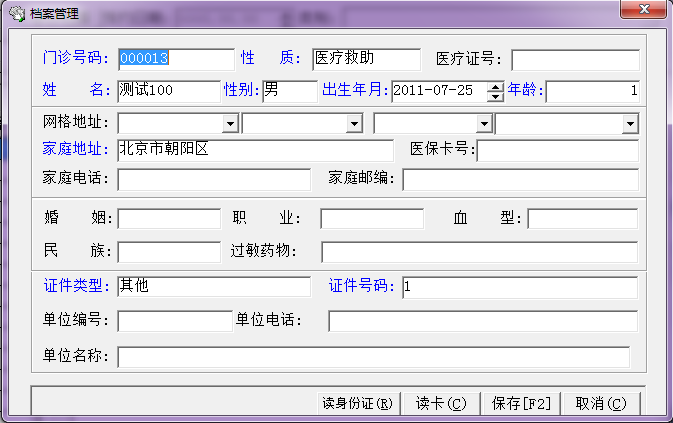 档案管理
门诊号码: 000013 性 质: 医疗救助 医疗证号:
姓 名: 测试100 性别: 男 出生年月: 2011-07-25 年龄: 1
网格地址:
家庭地址: 北京市朝阳区 医保卡号:
家庭电话: 家庭邮编:
婚 姻: 职 业: 血 型:
民 族: 过敏药物:
证件类型: 其他 证件号码: 1
单位编号: 单位电话:
单位名称:
读身份证(R) 读卡(C) 保存[F2] 取消(C)